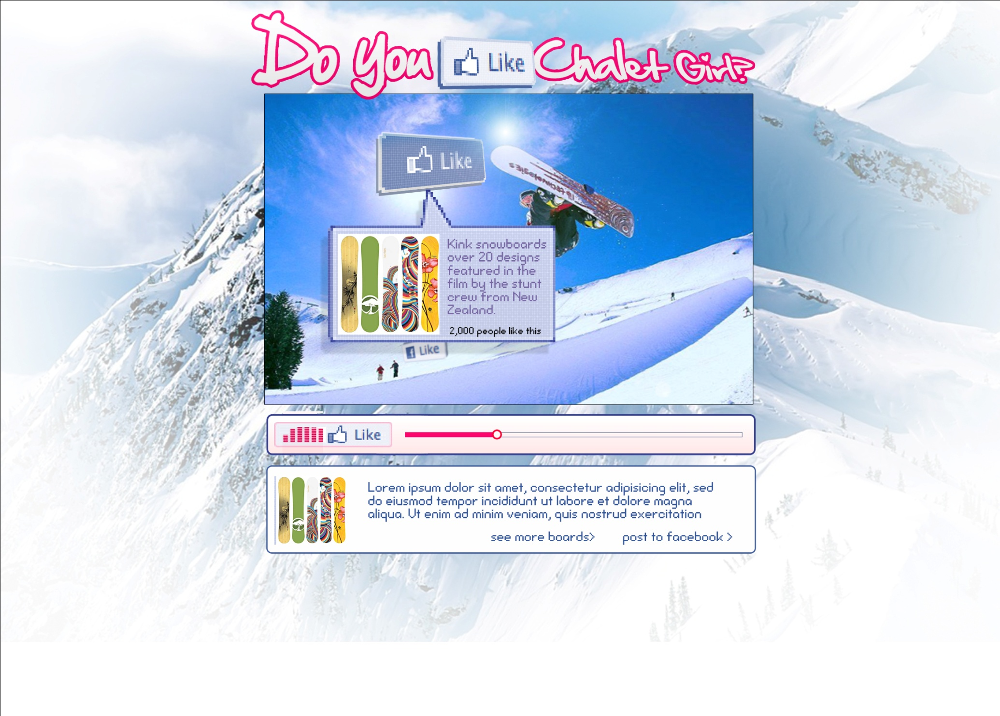 Do You Like Chalet Girl?
Like
Kink snowboards
over 20 designs
featured in the
film by the stunt
crew from New
Zealand.
2,000 people like this
f Like
Like
Lorem ipsum dolor sit amet, consectetur adipisicing elit, sed
do eiusmod tempor incididunt ut labore et dolore magna
aliqua. Ut enim ad minim veniam, quis nostrud exercitation
see more boards> post to facebook >